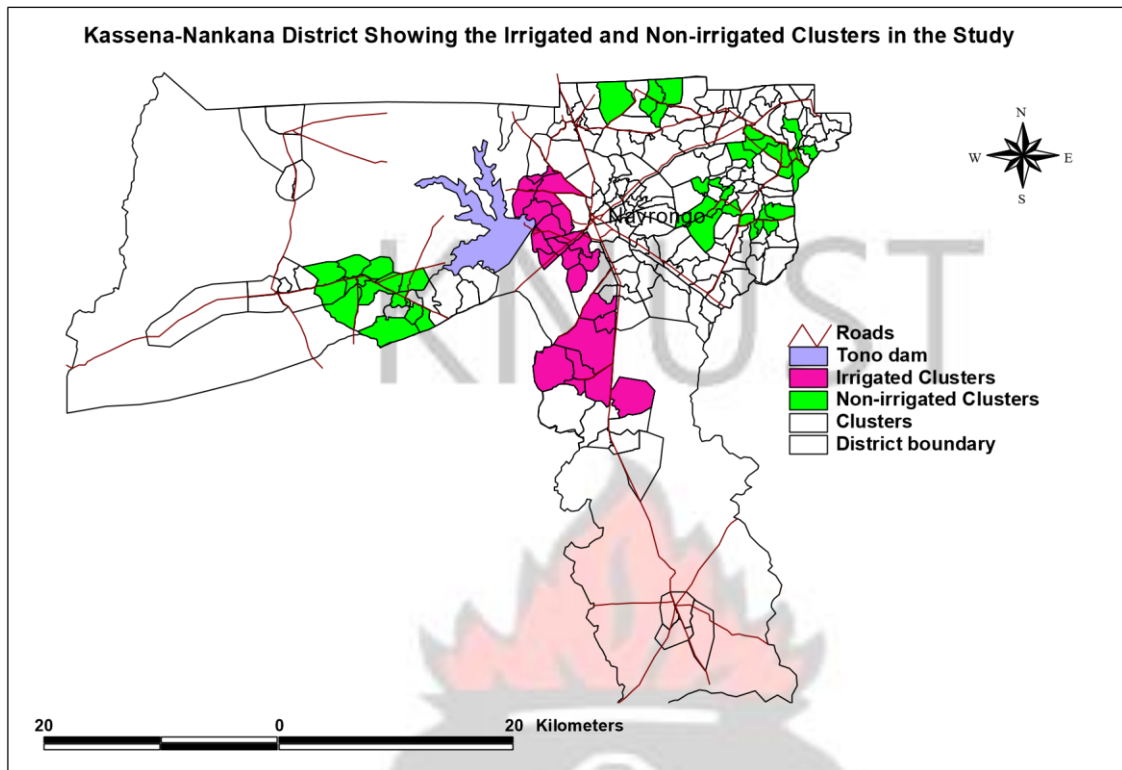 Kassena-Nankana District Showing the Irrigated and Non-irrigated Clusters in the Study
N
W
E
S
Navrongo
KNUST
Roads
Tono dam
Irrigated Clusters
Non-irrigated Clusters
Clusters
District boundary
20 0 20 Kilometers